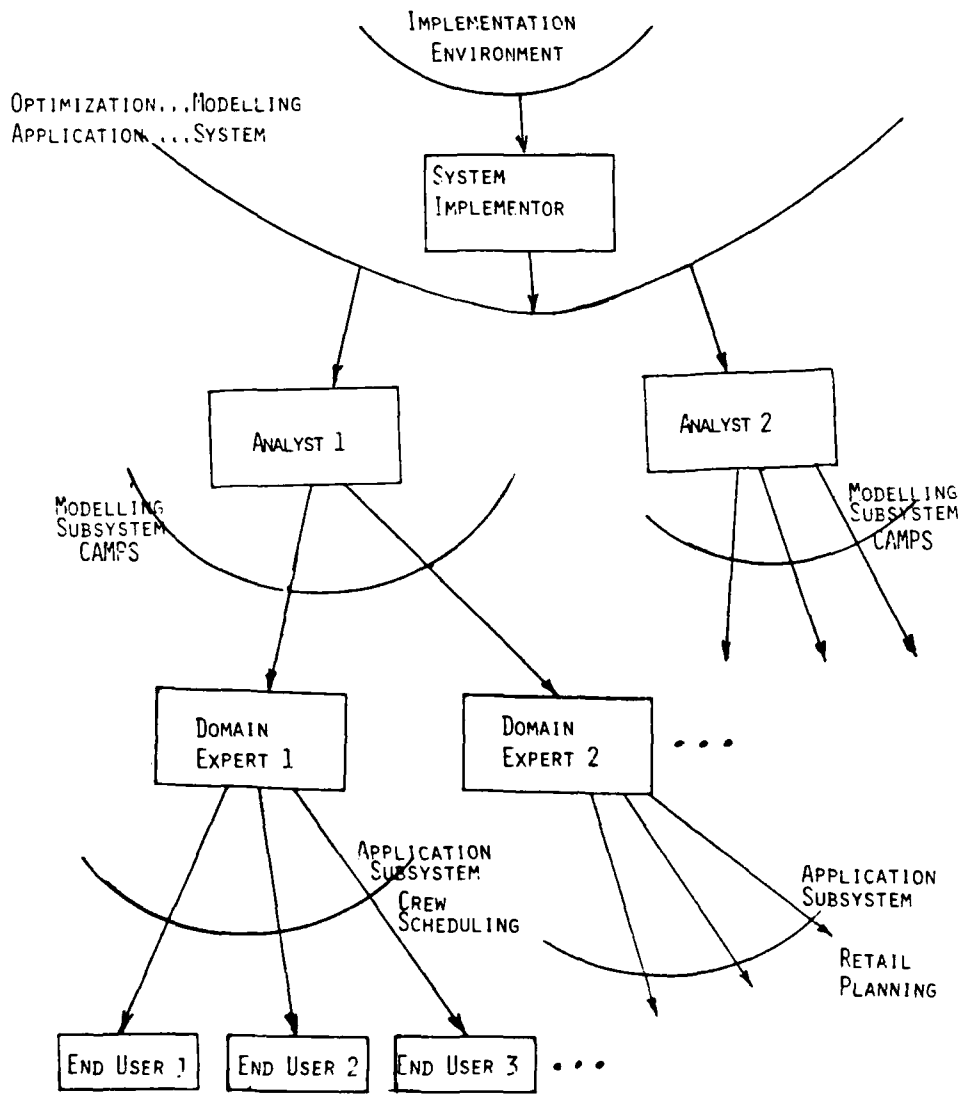 IMPLEMENTATION
ENVIRONMENT
OPTIMIZATION...MODELLING
APPLICATION...SYSTEM
SYSTEM
IMPLEMENTOR
ANALYST 1
ANALYST 2
MODELLING
SUBSYSTEM
CAMPS
MODELLING
SUBSYSTEM
CAMPS
DOMAIN
EXPERT 1
DOMAIN
EXPERT 2
...
APPLICATION
SUBSYSTEM
CREW
SCHEDULING
APPLICATION
SUBSYSTEM
RETAIL
PLANNING
END USER 1
END USER 2
END USER 3
...